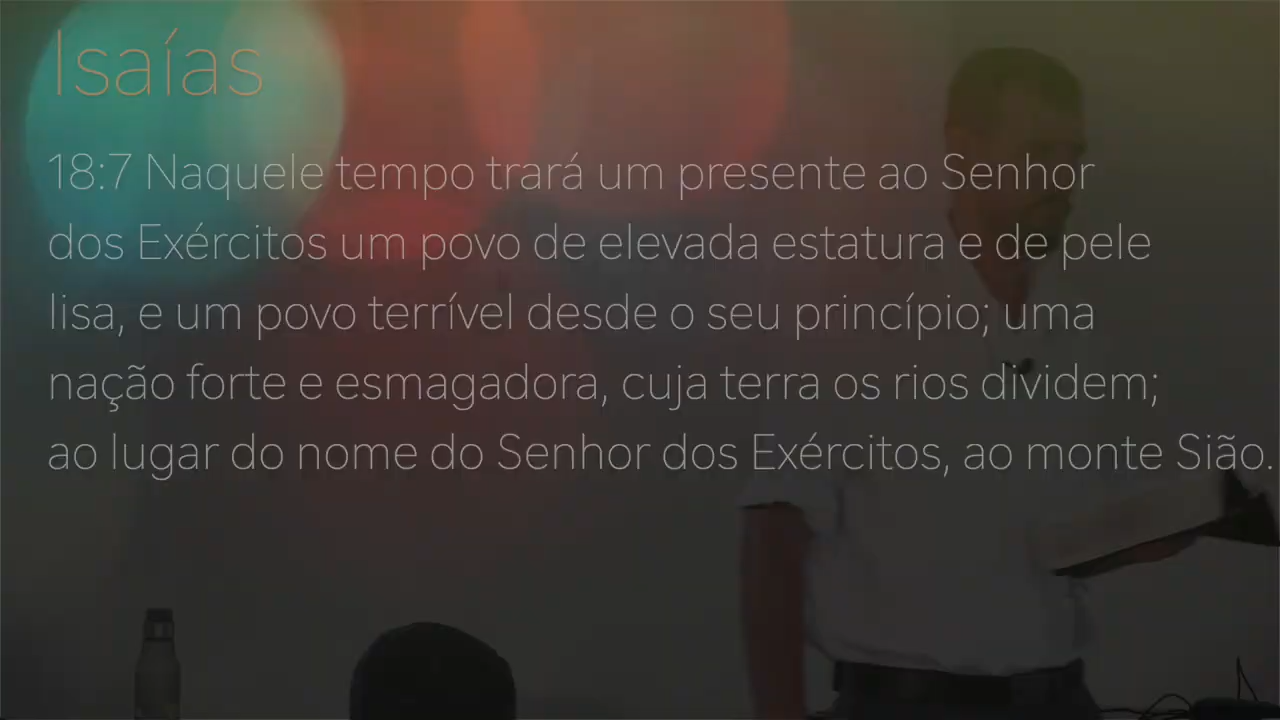 Isaías
18:7 Naquele tempo trará um presente ao Senhor
dos Exércitos um povo de elevada estatura e de pele
lisa, e um povo terrível desde o seu princípio; uma
nação forte e esmagadora, cuja terra os rios dividem;
ao lugar do nome do Senhor dos Exércitos, ao monte Sião.